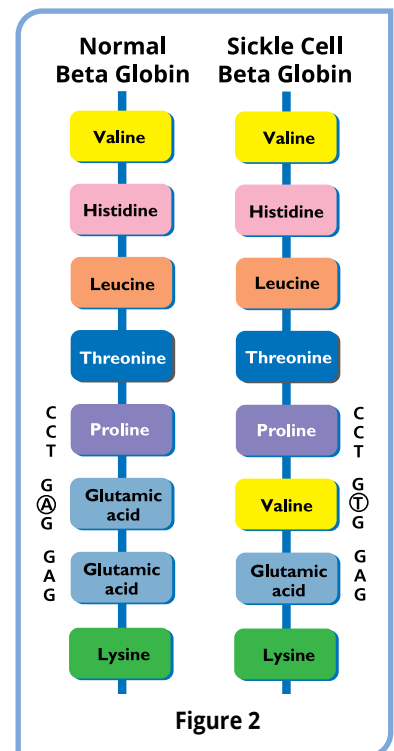 Normal
Beta Globin
Valine
Histidine
Leucine
Threonine
C
C
T
Proline
G
A
G
Glutamic
acid
G
A
G
Glutamic
acid
Lysine
Sickle Cell
Beta Globin
Valine
Histidine
Leucine
Threonine
Proline
C
C
T
Valine
G
T
G
Glutamic
acid
G
A
G
Lysine
Figure 2